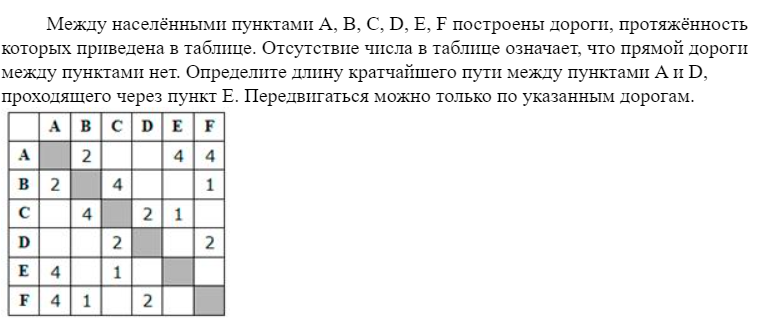 Между населёнными пунктами A, B, C, D, E, F построены дороги, протяжённость
которых приведена в таблице. Отсутствие числа в таблице означает, что прямой дороги
между пунктами нет. Определите длину кратчайшего пути между пунктами A и D,
проходящего через пункт E. Передвигаться можно только по указанным дорогам.
A B C D E F
A 2 4 4
B 2 4 1
C 4 2 1
D 2 2
E 4 1
F 4 1 2